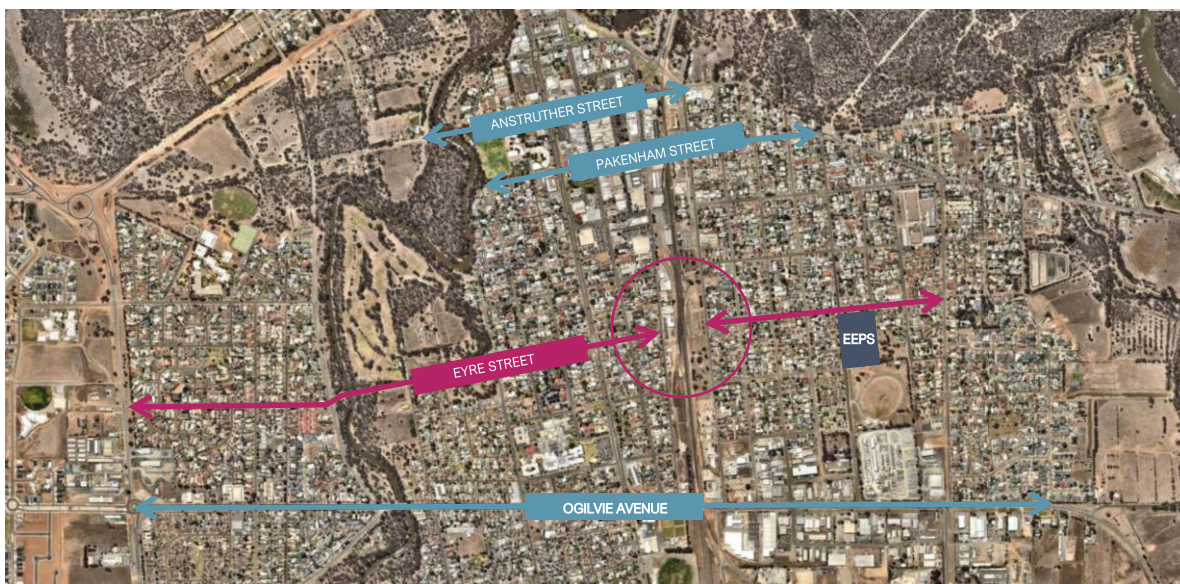 ANSTRUTHER STREET
PAKENHAM STREET
EEPS
EYRE STREET
OGILVIE AVENUE